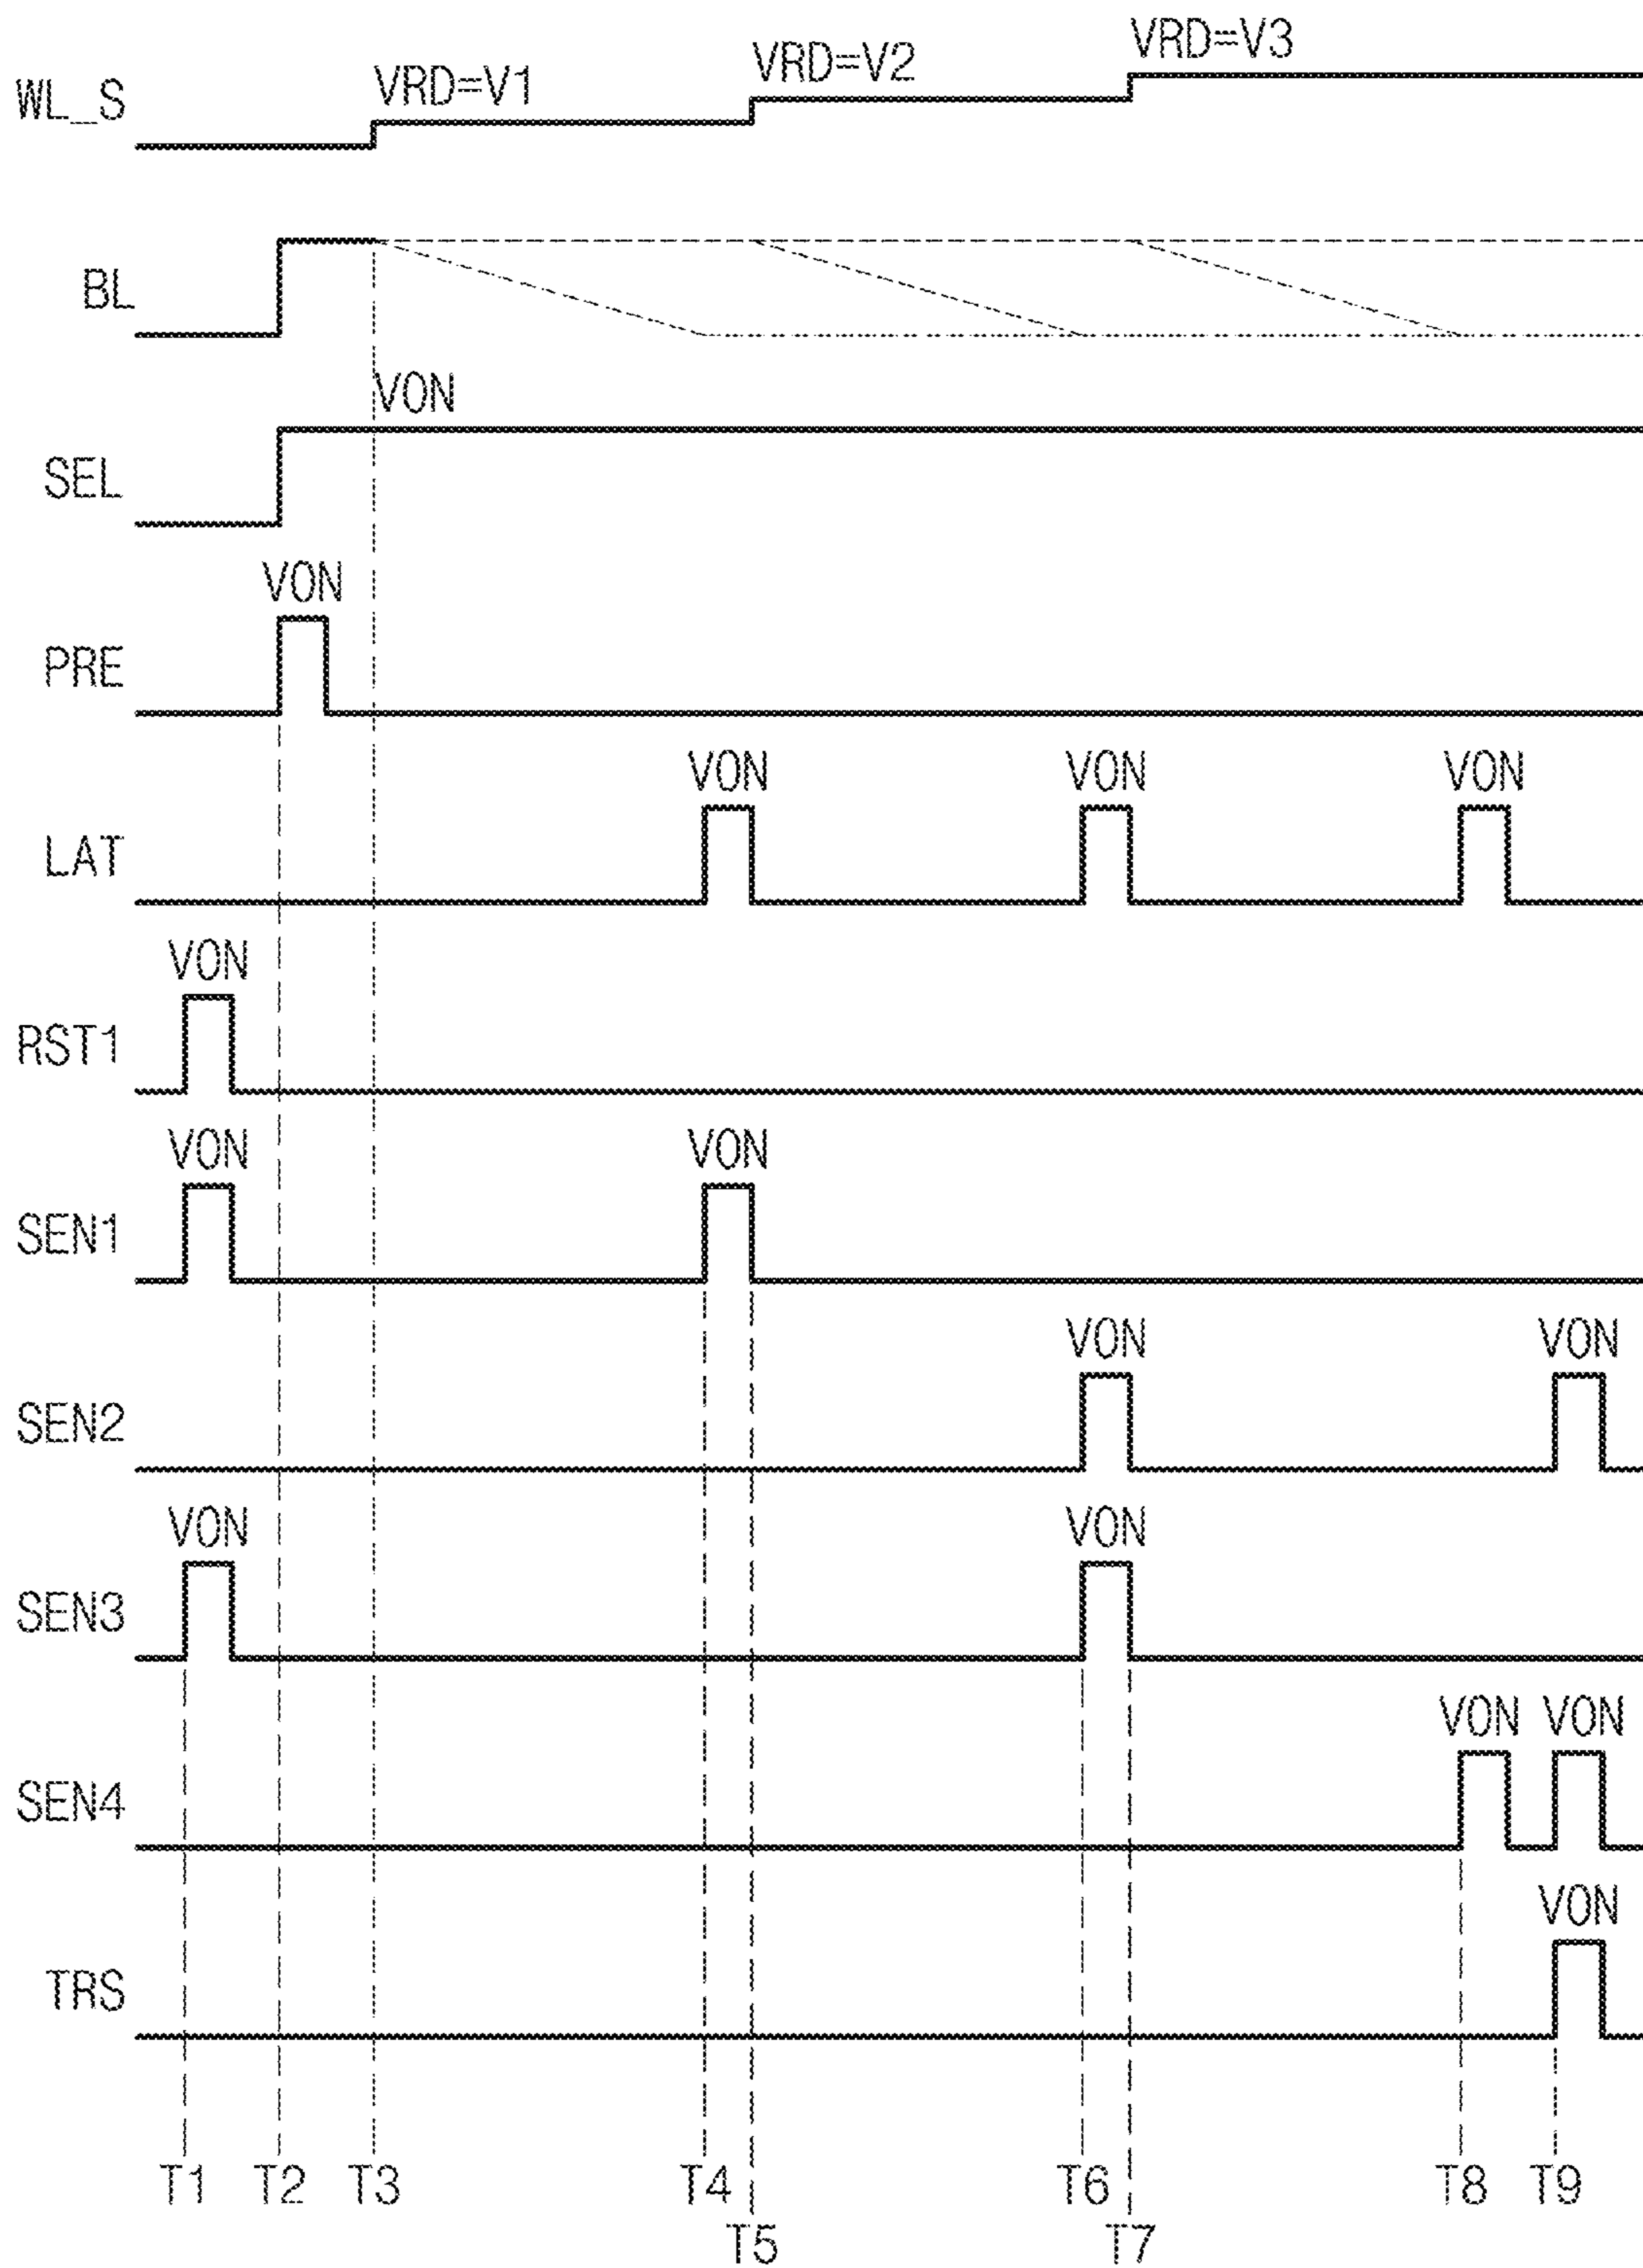 VRD=V3
VRD=V2
VRD=V1
WL_S
BL
VON
SEL
VON
PRE
VON VON VON
LAT
VON
RST1
VON VON
SEN1
VON VON
SEN2
VON VON
SEN3
VON VON
SEN4
VON
TRS
T1 T2 T3 T4 T6 T8 T9
T5 T7